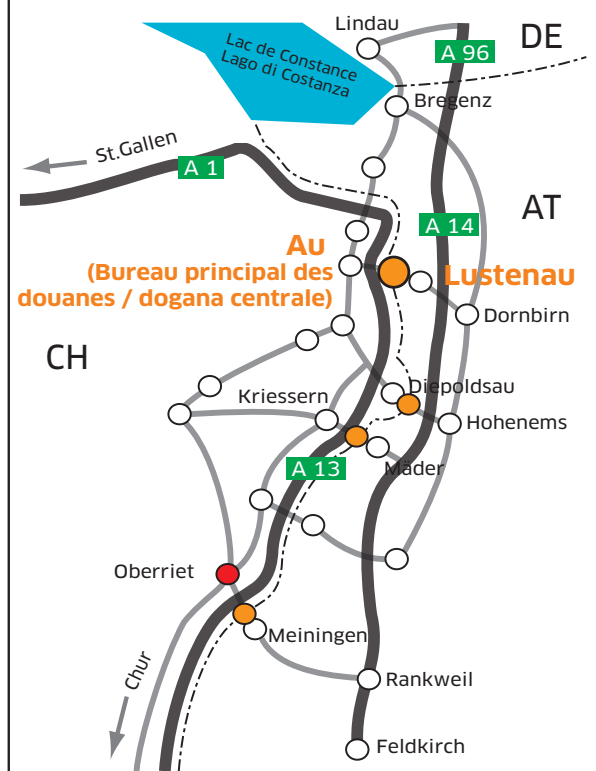 Lindau
DE
A 96
Lac de Constance
Lago di Costanza
Bregenz
St.Gallen
A 1
AT
A 14
Au
(Bureau principal des
douanes / dogana centrale)
Lustenau
Dornbirn
CH
Diepoldsau
Kriessern
Hohenems
A 13
Mäder
Oberriet
Meiningen
Chur
Rankweil
Feldkirch